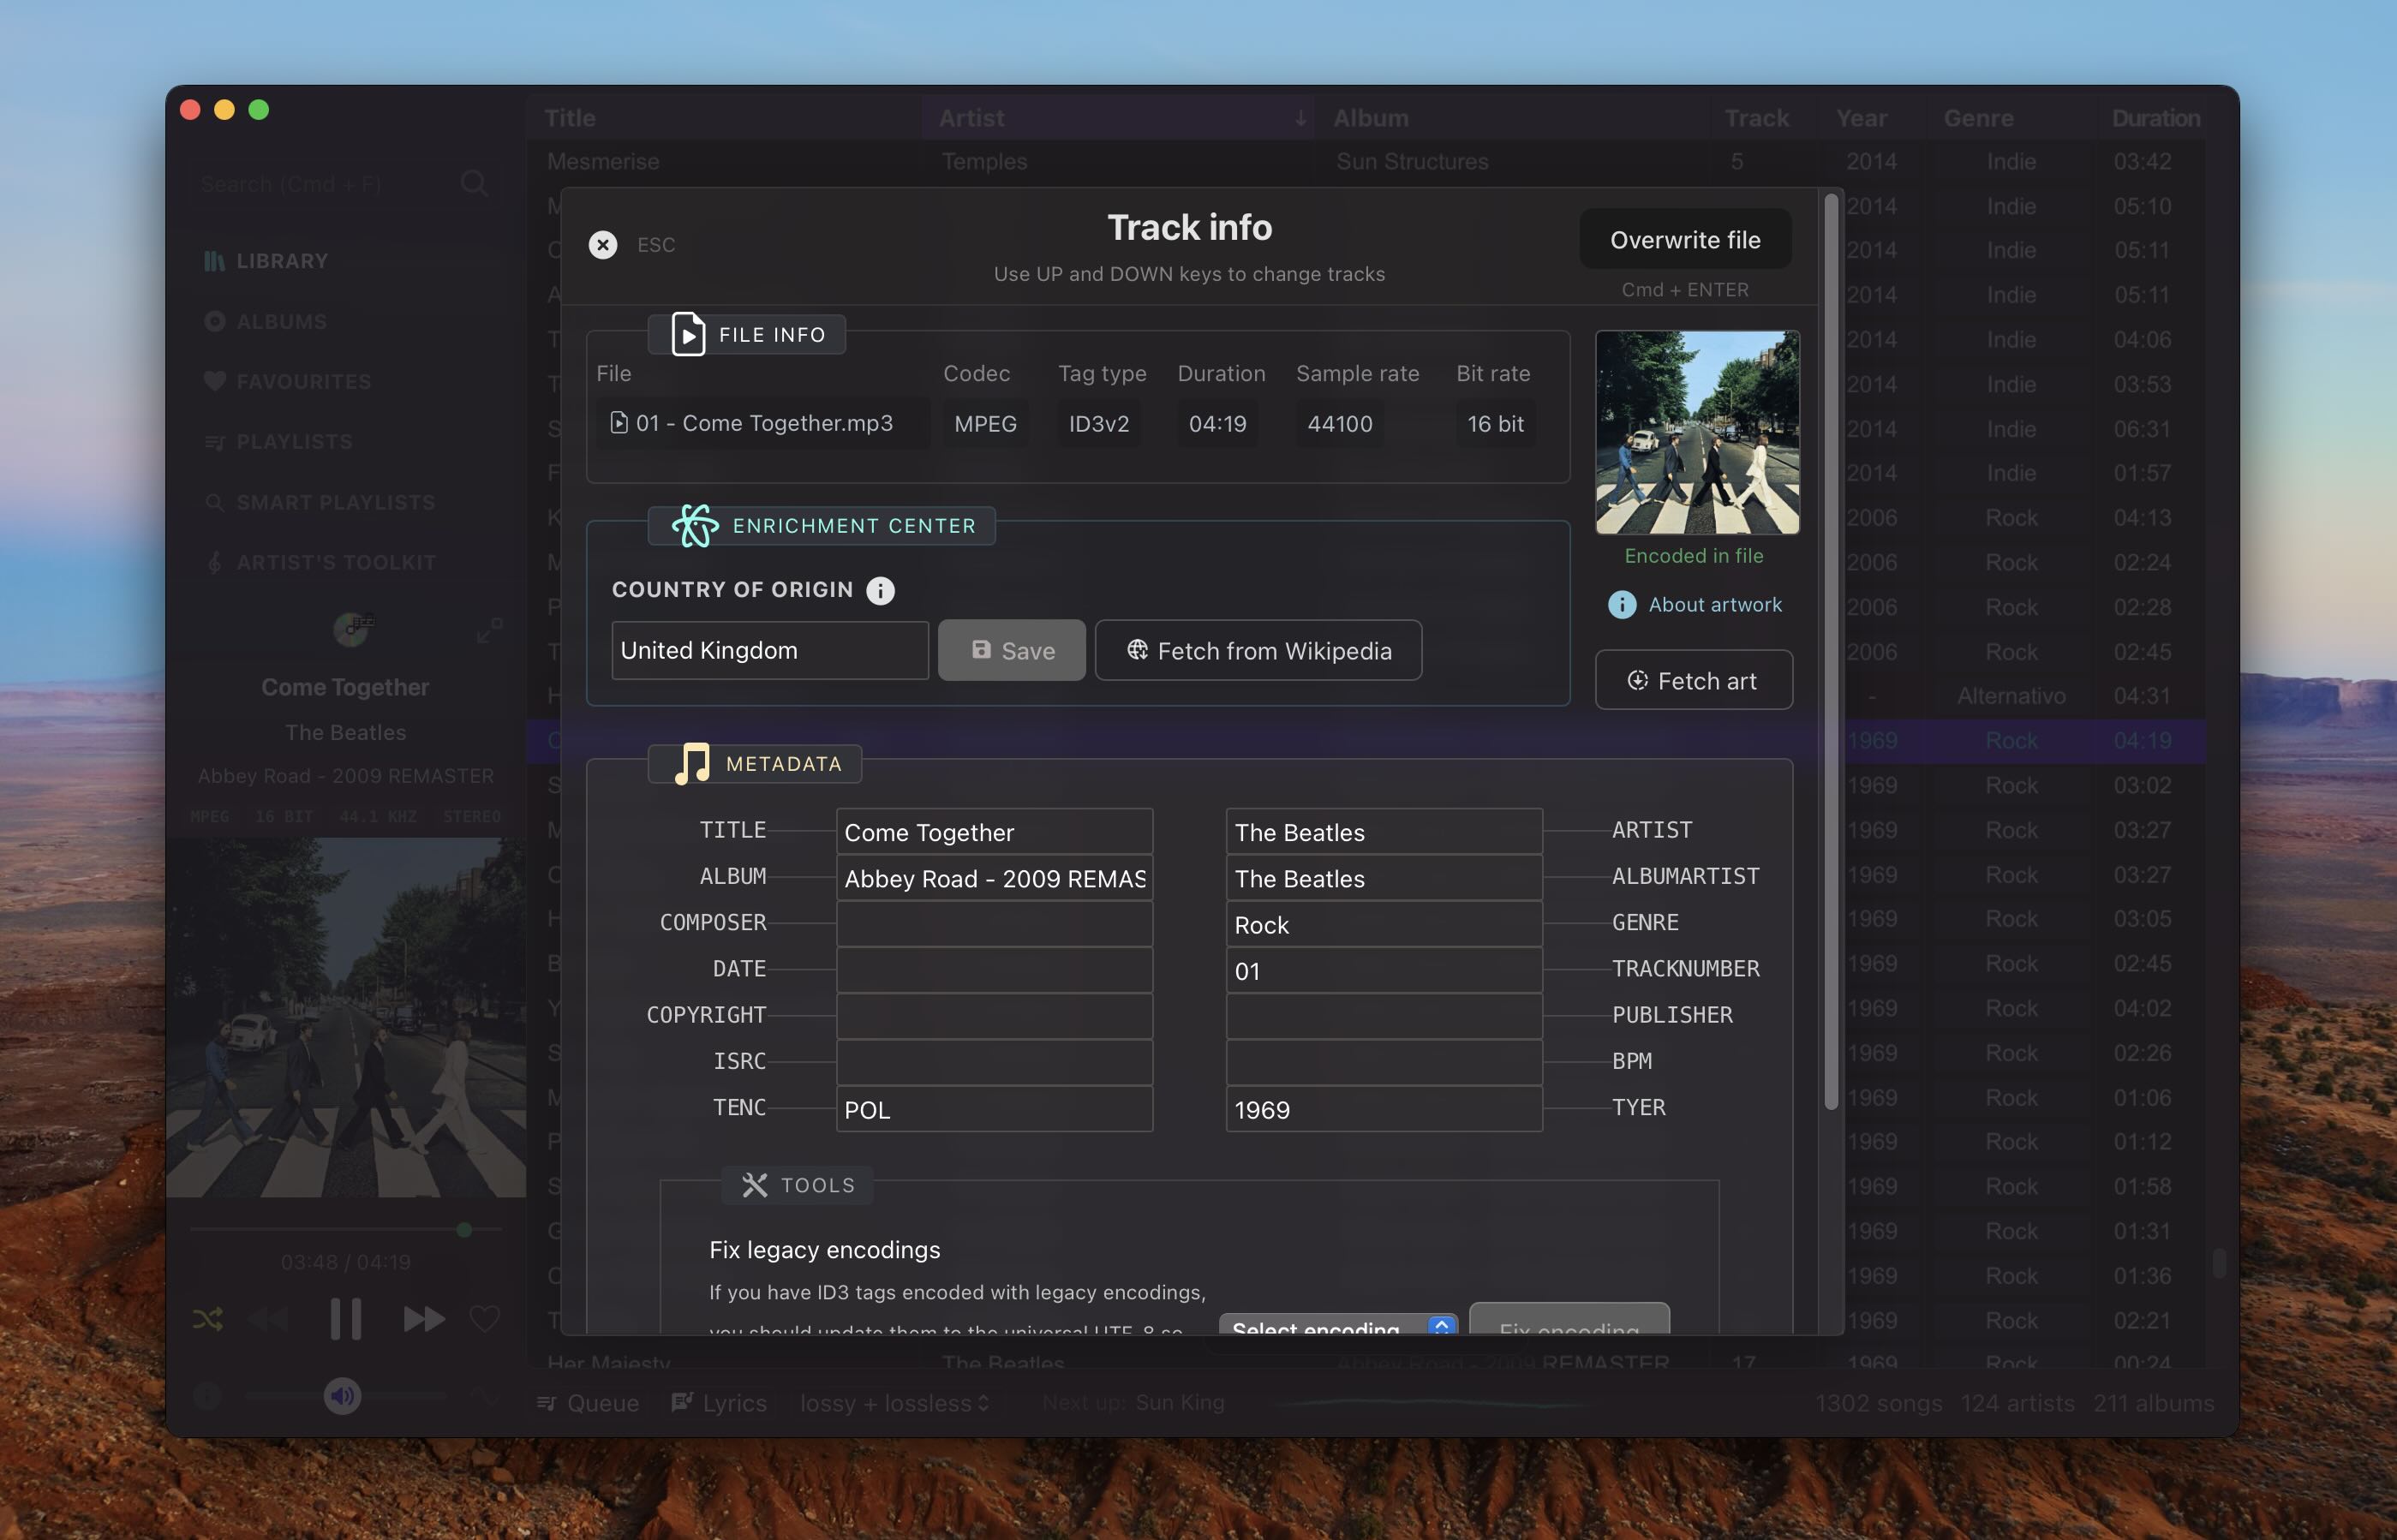 Title Artist ↓ Album Track Year Genre Duration
Mesmerise Temples Sun Structures 5 2014 Indie 03:42
Search (Cmd + F)
LIBRARY
ALBUMS
FAVOURITES
PLAYLISTS
SMART PLAYLISTS
ARTIST'S TOOLKIT
Come Together
The Beatles
Abbey Road - 2009 REMASTER
MPEG 16 BIT 44.1 KHZ STEREO
03:48 / 04:19
ESC
Track info
Use UP and DOWN keys to change tracks
Overwrite file
Cmd + ENTER
FILE INFO
File Codec Tag type Duration Sample rate Bit rate
01 - Come Together.mp3 MPEG ID3v2 04:19 44100 16 bit
Encoded in file
About artwork
Fetch art
ENRICHMENT CENTER
COUNTRY OF ORIGIN
United Kingdom Save Fetch from Wikipedia
METADATA
TITLE Come Together The Beatles ARTIST
ALBUM Abbey Road - 2009 REMAS The Beatles ALBUMARTIST
COMPOSER Rock GENRE
DATE 01 TRACKNUMBER
COPYRIGHT PUBLISHER
ISRC BPM
TENC POL 1969 TYER
TOOLS
Fix legacy encodings
If you have ID3 tags encoded with legacy encodings,
you should update them to the universal UTF-8 so
Select encoding Fix encoding
2014 Indie 05:10
2014 Indie 05:11
2014 Indie 05:11
2014 Indie 04:06
2014 Indie 03:53
2014 Indie 06:31
2014 Indie 01:57
2006 Rock 04:13
2006 Rock 02:24
2006 Rock 02:28
2006 Rock 02:45
- Alternativo 04:31
1969 Rock 04:19
1969 Rock 03:02
1969 Rock 03:27
1969 Rock 03:27
1969 Rock 03:05
1969 Rock 02:45
1969 Rock 04:02
1969 Rock 02:26
1969 Rock 01:06
1969 Rock 01:12
1969 Rock 01:58
1969 Rock 01:31
1969 Rock 01:36
1969 Rock 02:21
Her Majesty The Beatles Abbey Road - 2009 REMASTER 17 1969 Rock 00:24
Queue Lyrics lossy + lossless Next up: Sun King 1302 songs 124 artists 211 albums